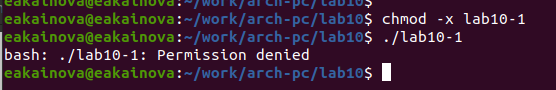 eakainova@eakainova:~/work/arch-pc/lab10$ chmod -x lab10-1
eakainova@eakainova:~/work/arch-pc/lab10$ ./lab10-1
bash: ./lab10-1: Permission denied
eakainova@eakainova:~/work/arch-pc/lab10$